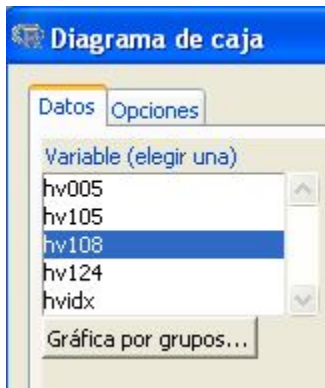 Diagrama de caja
Datos Opciones
Variable (elegir una)
hv005
hv105
hv108
hv124
hvidx
Gráfica por grupos...